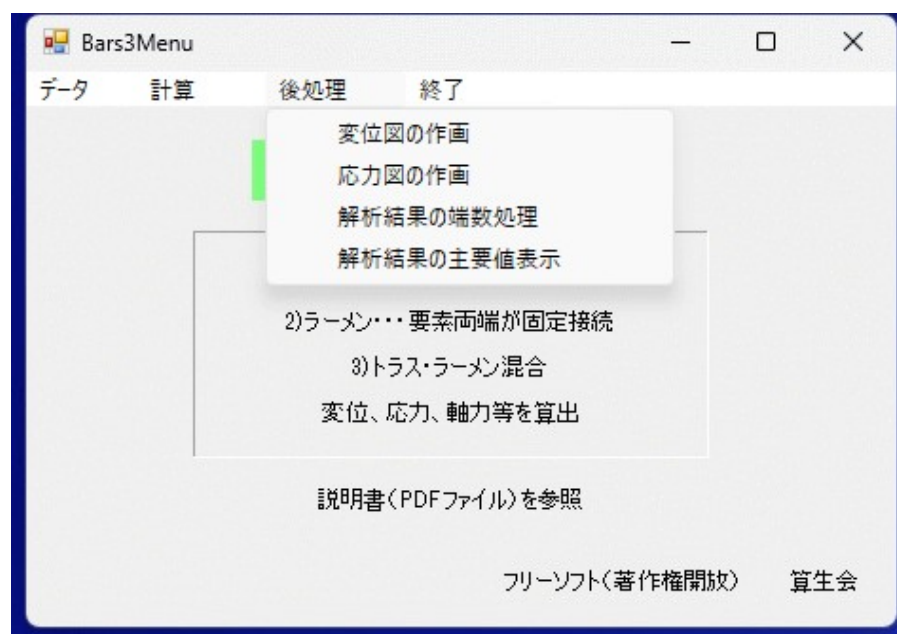 Bars3Menu
データ 計算 後処理 終了
変位図の作画
応力図の作画
解析結果の端数処理
解析結果の主要値表示
2)ラーメン・・・要素両端が固定接続
3)トラス・ラーメン混合
変位、応力、軸力等を算出
説明書(PDFファイル)を参照
フリーソフト(著作権開放) 算生会